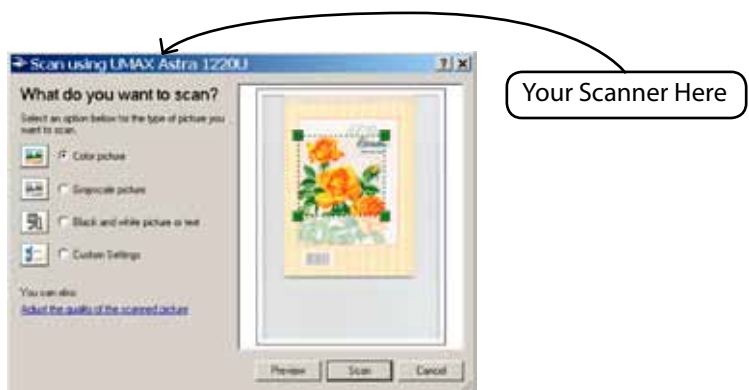 Scan using UMAX Astra 1220U
Your Scanner Here
What do you want to scan?
Select an option below for the type of picture you
want to scan.
Color picture
Grayscale picture
Black and white picture or text
Custom Settings
You can also:
Adjust the quality of the scanned picture
Preview
Scan
Cancel